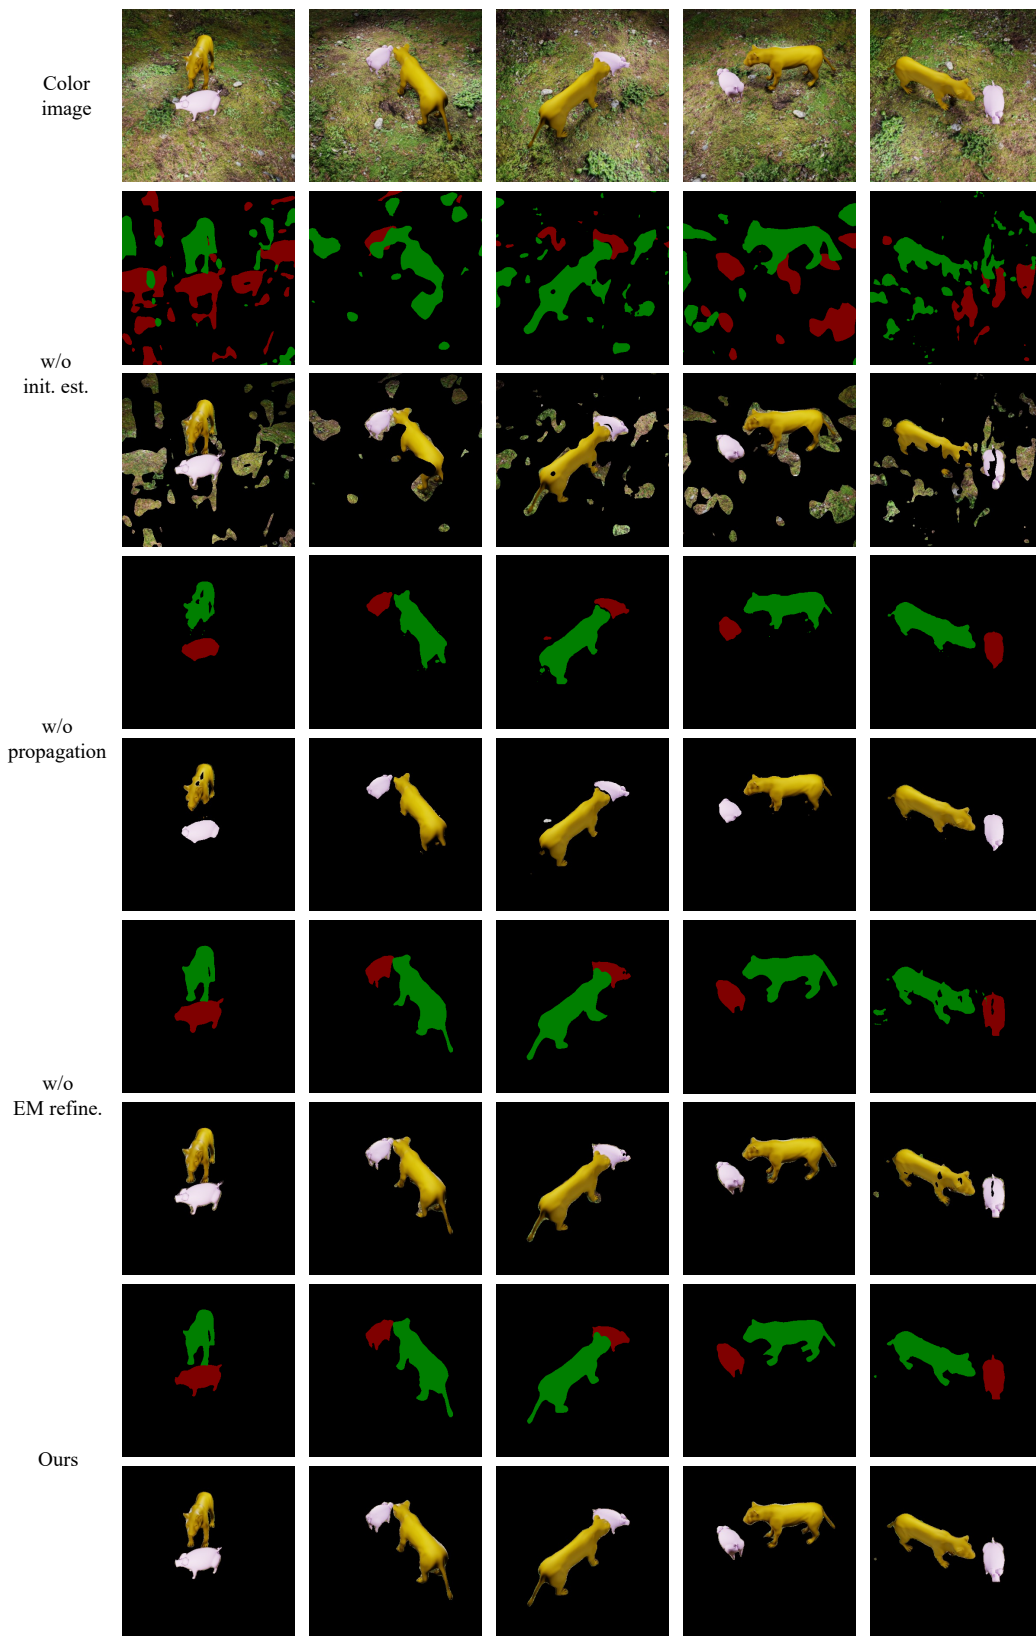 Color
image
w/o
init. est.
w/o
propagation
w/o
EM refine.
Ours